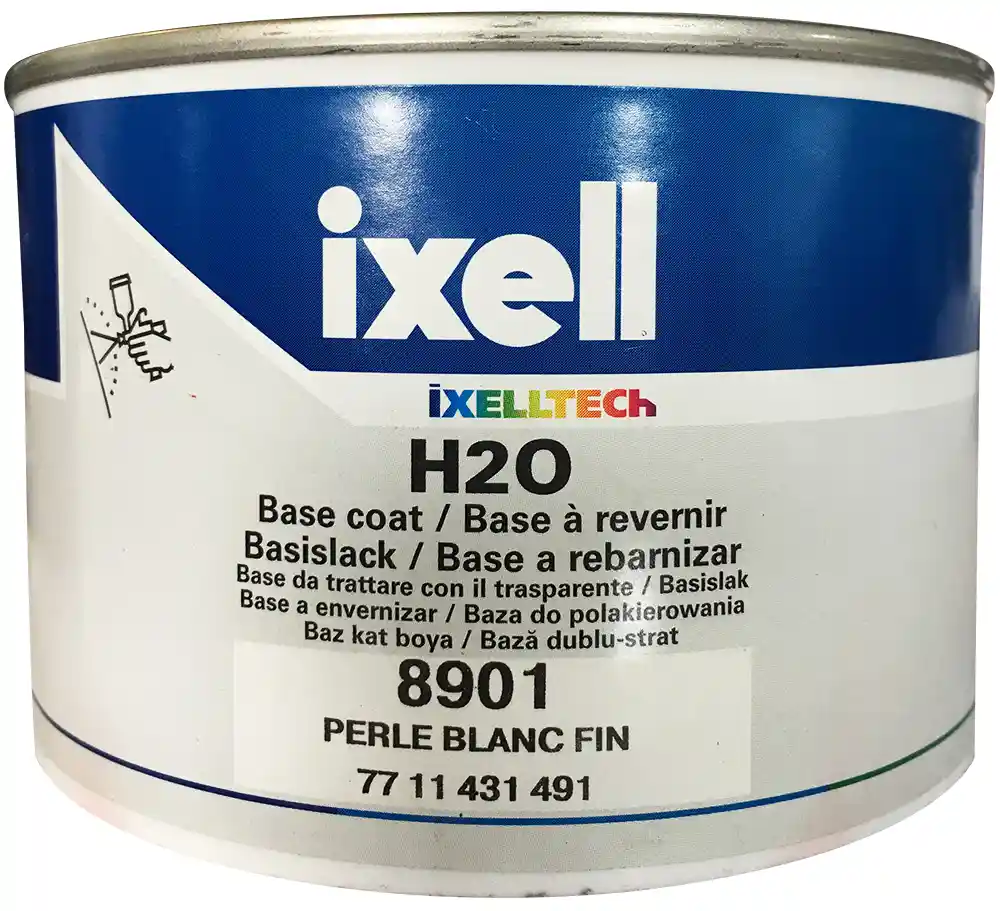 ixell
iXELLTECh
H2O
Base coat / Base à revernir
Basislack / Base a rebarnizar
Base da trattare con il trasparente / Basislak
Base a envernizar / Baza do polakierowania
Baz kat boya / Bază dublu-strat
8901
PERLE BLANC FIN
77 11 431 491